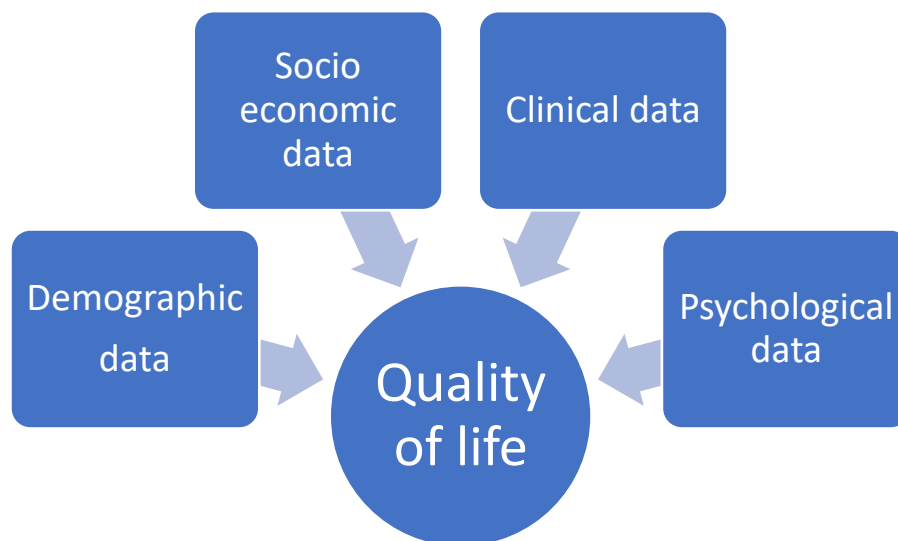 Socio
economic
data
Clinical data
Demographic
data
Psychological
data
Quality
of life